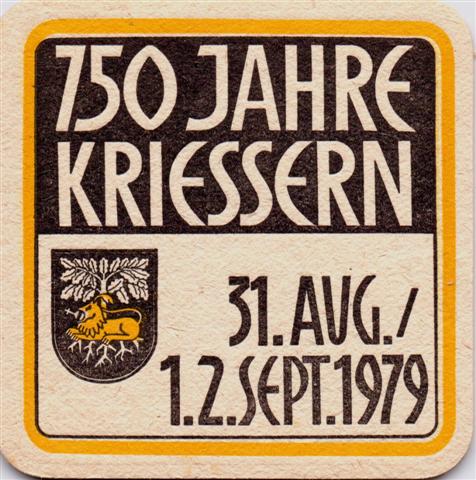 750 JAHRE
KRIESSERN
31. AUG./
1.2.SEPT.1979